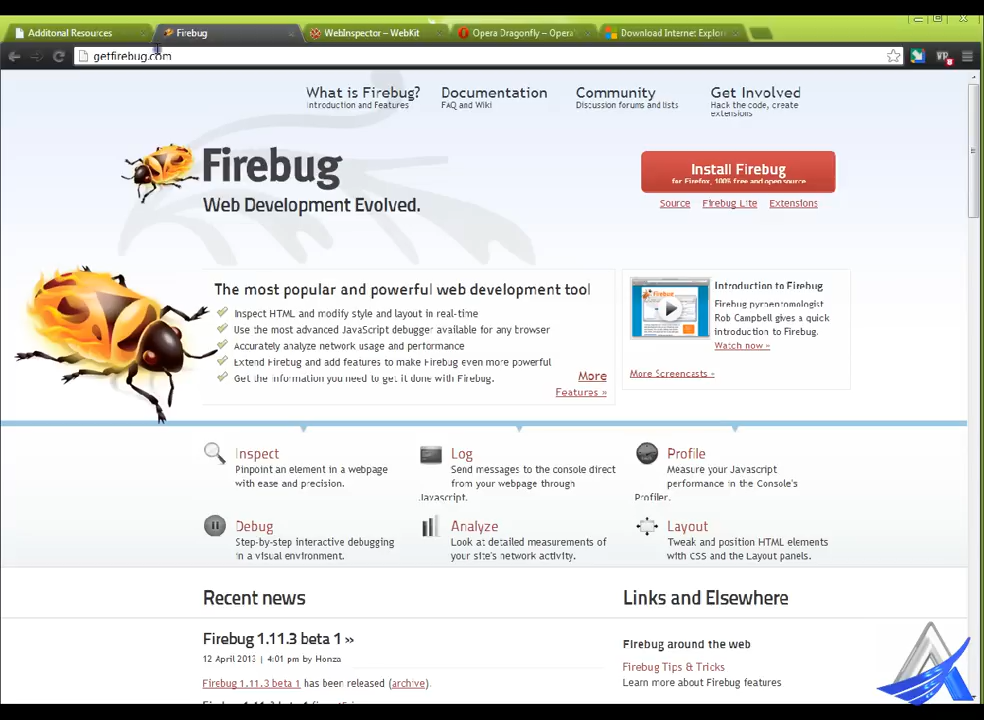 Additonal Resources
Firebug
WebInspector – WebKit
Opera Dragonfly – Opera
Download Internet Explor
getfirebug.com
What is Firebug?
Introduction and Features
Documentation
FAQ and Wiki
Community
Discussion forums and lists
Get Involved
Hack the code, create
extensions
Firebug
Web Development Evolved.
Install Firebug
for Firefox, 100% free and open source
Source
Firebug Lite
Extensions
The most popular and powerful web development tool
Inspect HTML and modify style and layout in real-time
Use the most advanced JavaScript debugger available for any browser
Accurately analyze network usage and performance
Extend Firebug and add features to make Firebug even more powerful
Get the information you need to get it done with Firebug.
More
Features »
Introduction to Firebug
Firebug pyroentomologist
Rob Campbell gives a quick
introduction to Firebug.
Watch now »
More Screencasts »
Inspect
Pinpoint an element in a webpage
with ease and precision.
Log
Send messages to the console direct
from your webpage through
Javascript.
Profile
Measure your Javascript
performance in the Console's
Profiler.
Debug
Step-by-step interactive debugging
in a visual environment.
Analyze
Look at detailed measurements of
your site's network activity.
Layout
Tweak and position HTML elements
with CSS and the Layout panels.
Recent news
Firebug 1.11.3 beta 1 »
12 April 2013 | 4:01 pm by Honza
Firebug 1.11.3 beta 1 has been released (archive).
Links and Elsewhere
Firebug around the web
Firebug Tips & Tricks
Learn more about Firebug features